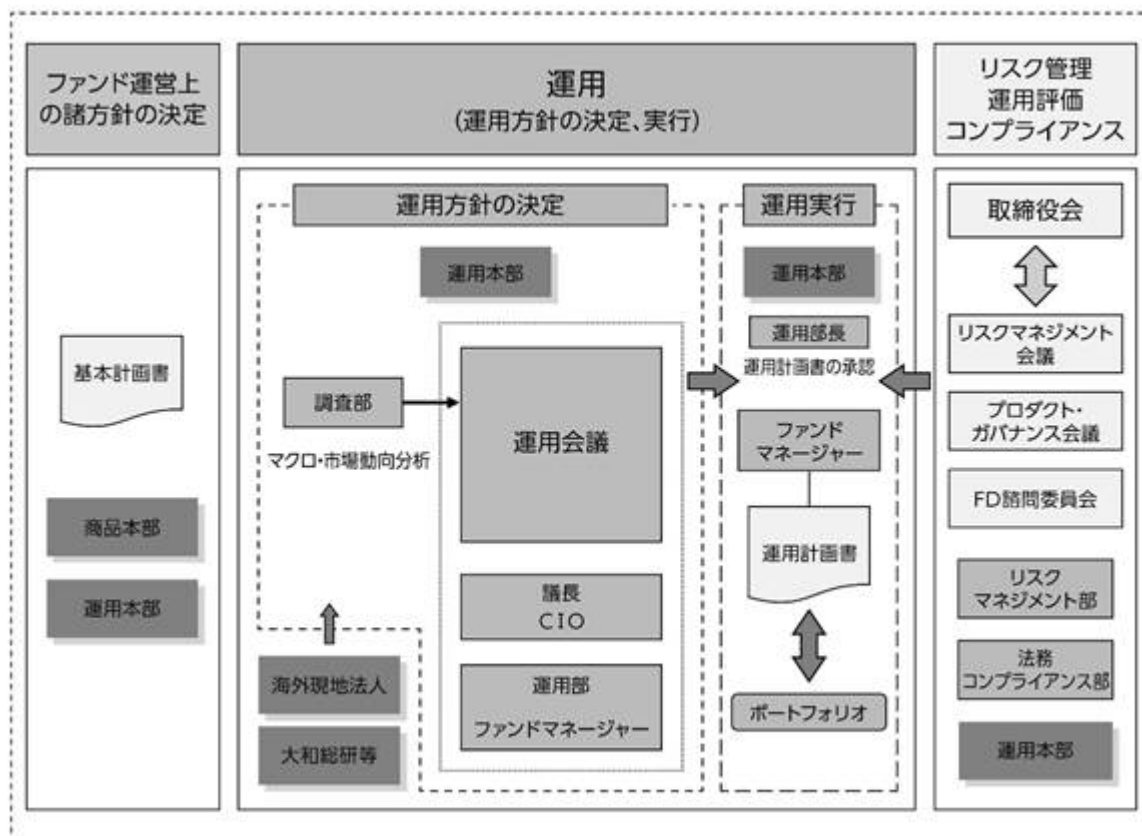 ファンド運営上
の諸方針の決定
運用
(運用方針の決定、実行)
リスク管理
運用評価
コンプライアンス
基本計画書
商品本部
運用本部
運用方針の決定
運用本部
調査部
マクロ・市場動向分析
運用会議
議長
CIO
運用部
ファンドマネージャー
海外現地法人
大和総研等
運用実行
運用本部
運用部長
運用計画書の承認
ファンド
マネージャー
運用計画書
ポートフォリオ
取締役会
リスクマネジメント
会議
プロダクト・
ガバナンス会議
FD諮問委員会
リスク
マネジメント部
法務
コンプライアンス部
運用本部